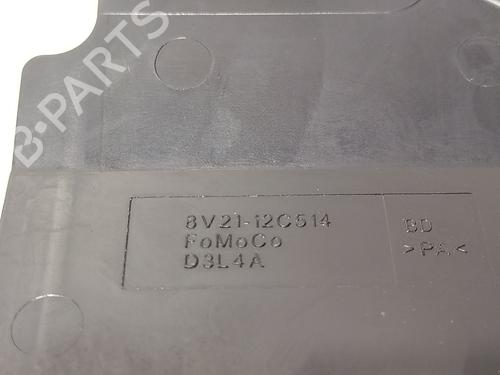 B-PARTS
8V21-12C514
FoMoCo
D3L4A
BD
>PA<